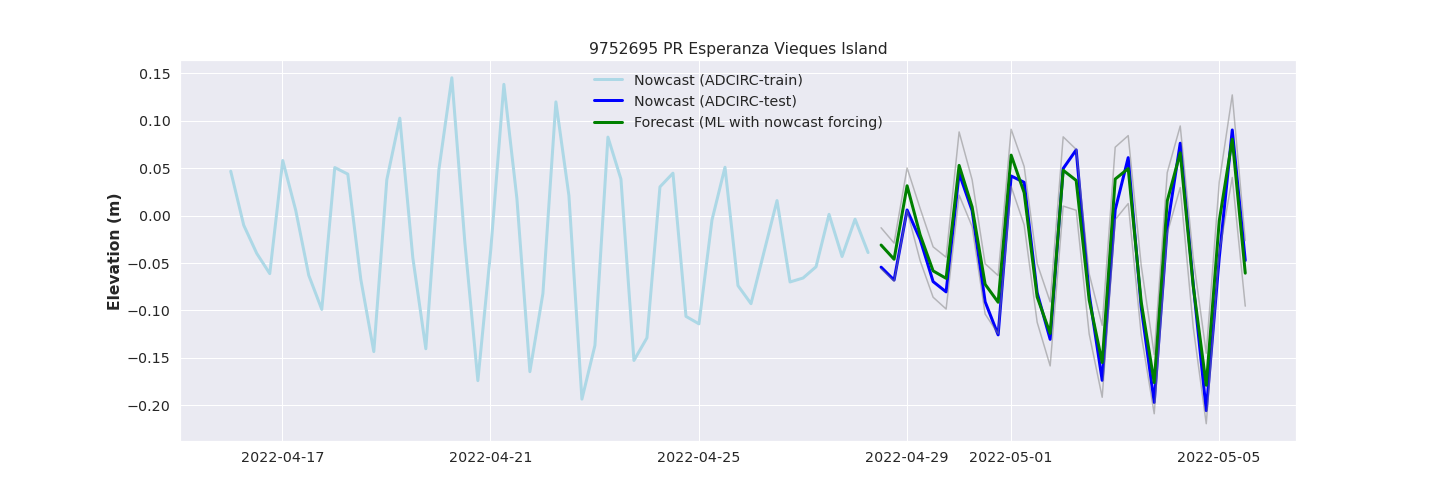 9752695 PR Esperanza Vieques Island
Nowcast (ADCIRC-train)
Nowcast (ADCIRC-test)
Forecast (ML with nowcast forcing)
Elevation (m)
0.15
0.10
0.05
0.00
−0.05
−0.10
−0.15
−0.20
2022-04-17 2022-04-21 2022-04-25 2022-04-29 2022-05-01 2022-05-05